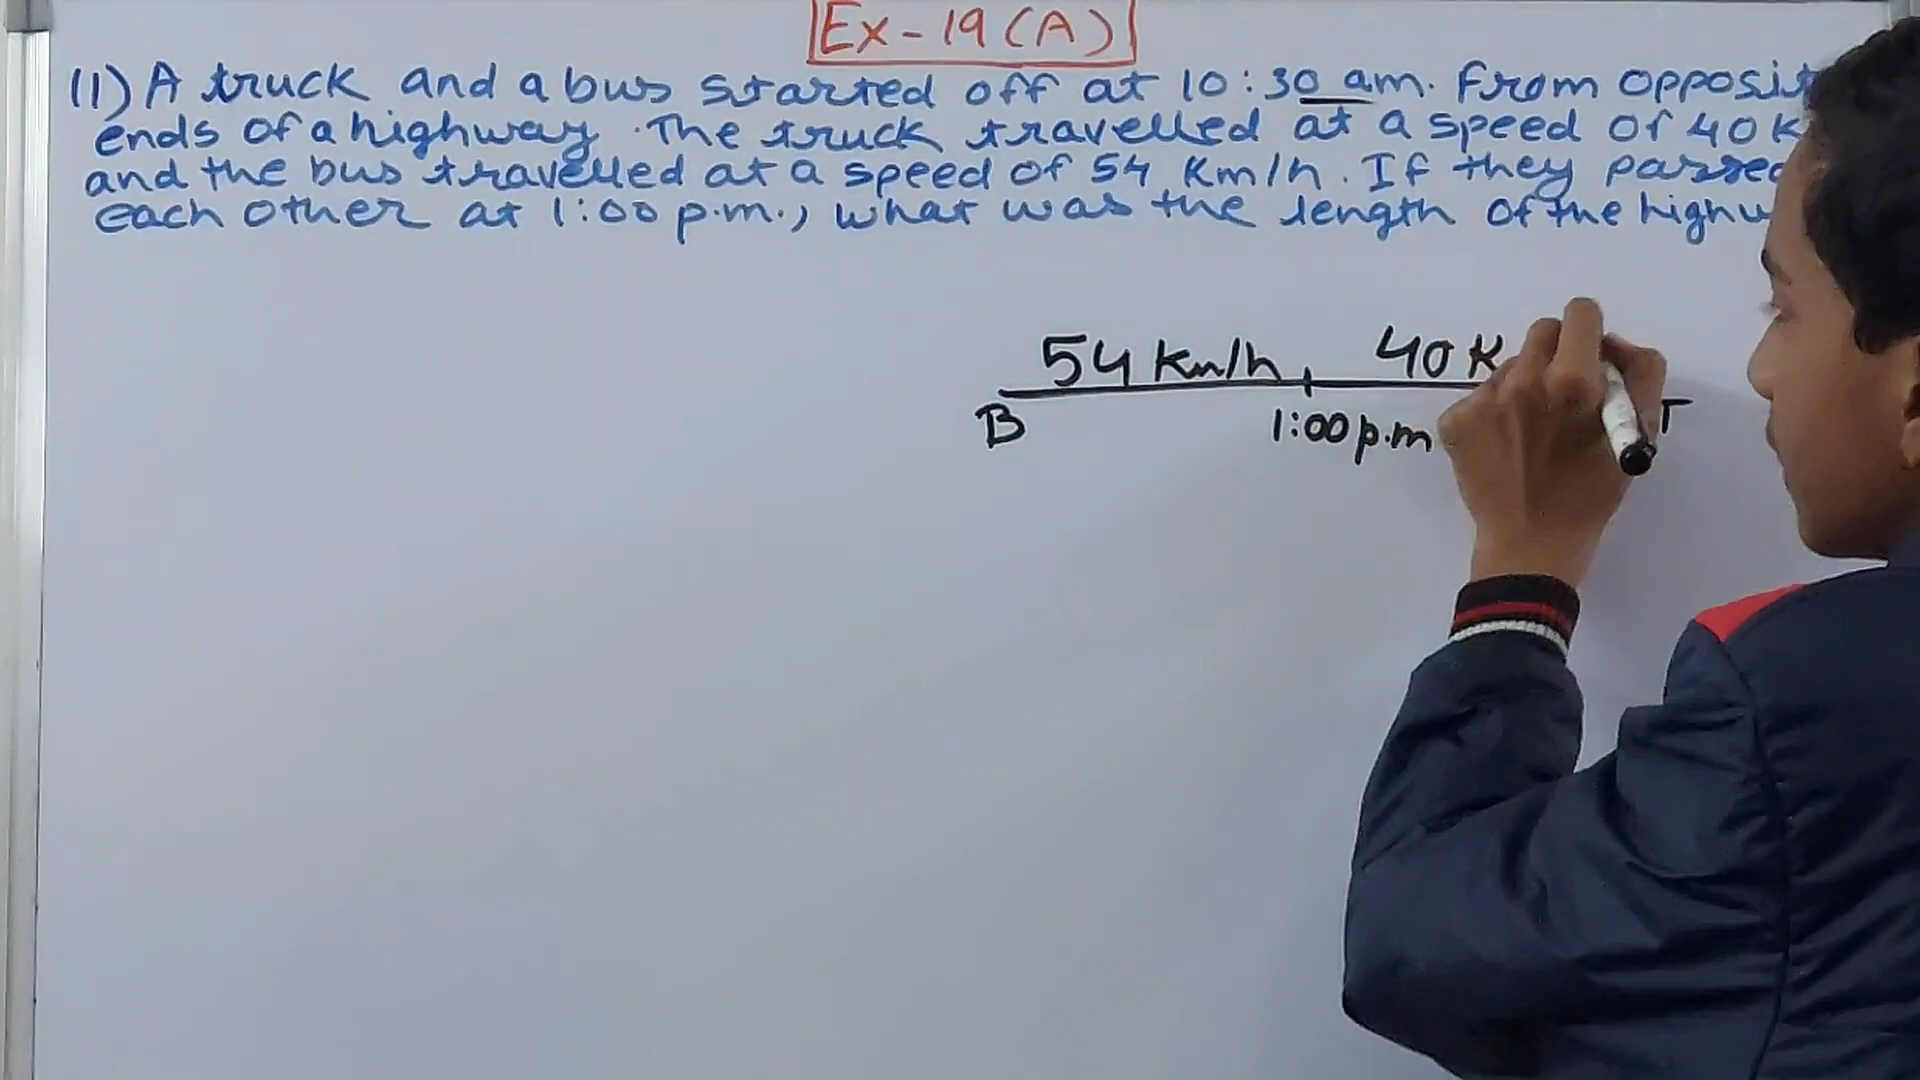 Ex-19(A)
11) A truck and a bus started off at 10:30 am. From opposit
ends of a highway. The truck travelled at a speed of 40 K
and the bus travelled at a speed of 54 Km/h. If they passed
each other at 1:00 p.m., what was the length of the highw
54 Km/h 40 K
B 1:00 p.m T